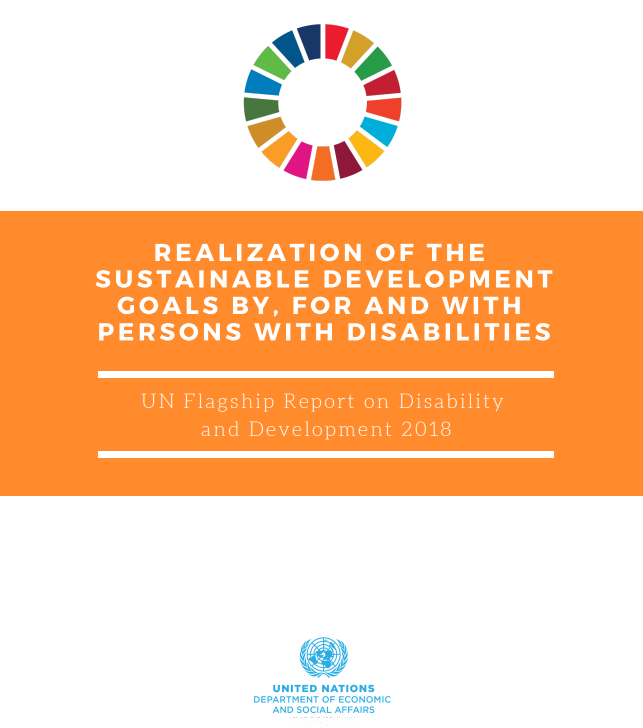 REALIZATION OF THE
SUSTAINABLE DEVELOPMENT
GOALS BY, FOR AND WITH
PERSONS WITH DISABILITIES
UN Flagship Report on Disability
and Development 2018
UNITED NATIONS
DEPARTMENT OF ECONOMIC
AND SOCIAL AFFAIRS